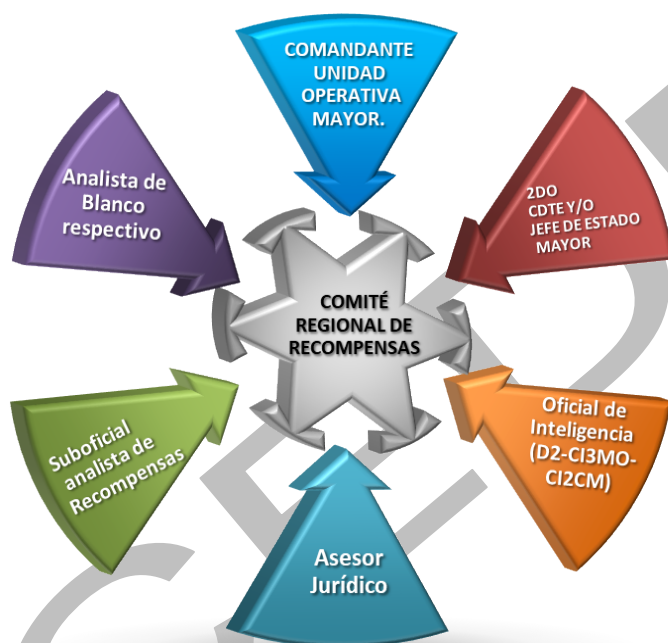 COMANDANTE
UNIDAD
OPERATIVA
MAYOR.
2DO
CDTE Y/O
JEFE DE ESTADO
MAYOR
Oficial de
Inteligencia
(D2-CI3MO-
CI2CM)
Asesor
Jurídico
Suboficial
analista de
Recompensas
Analista de
Blanco
respectivo
COMITÉ
REGIONAL DE
RECOMPENSAS